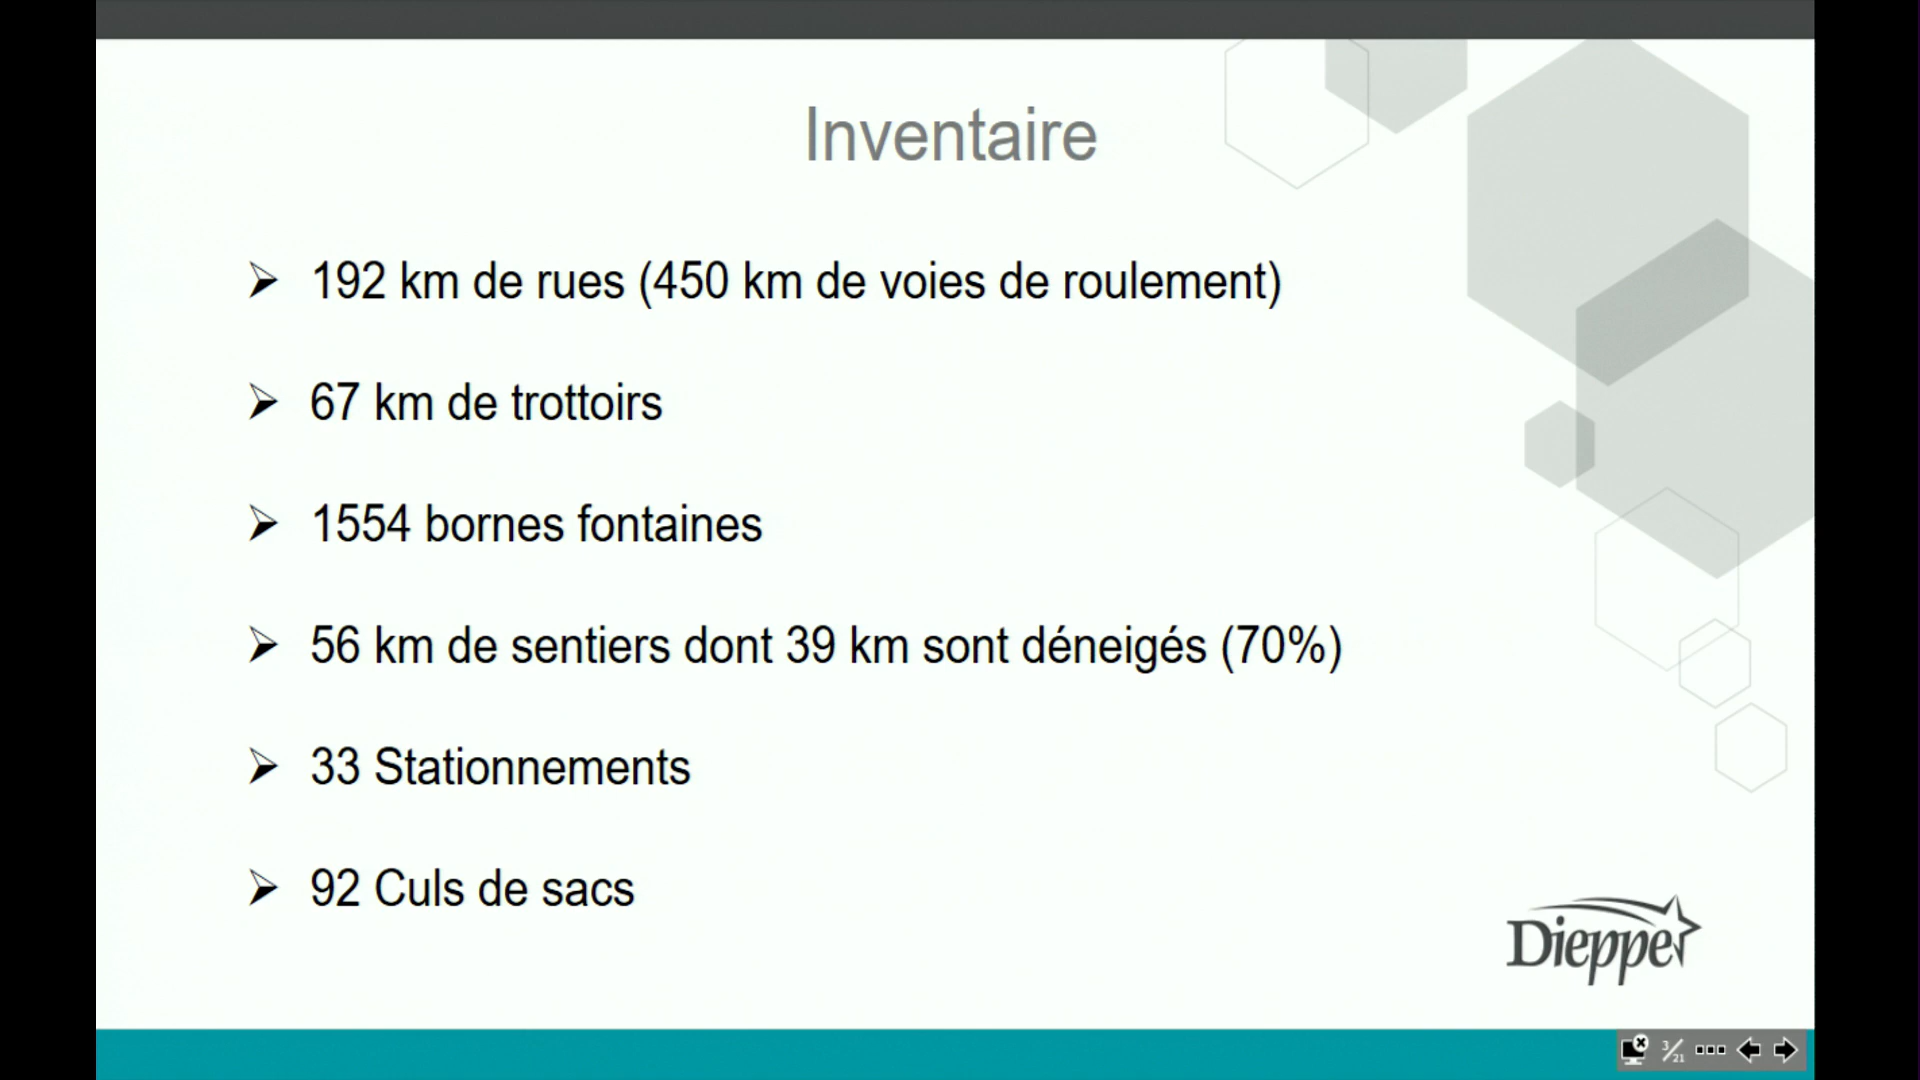 Inventaire
192 km de rues (450 km de voies de roulement)
67 km de trottoirs
1554 bornes fontaines
56 km de sentiers dont 39 km sont déneigés (70%)
33 Stationnements
92 Culs de sacs
Dieppe
3/21